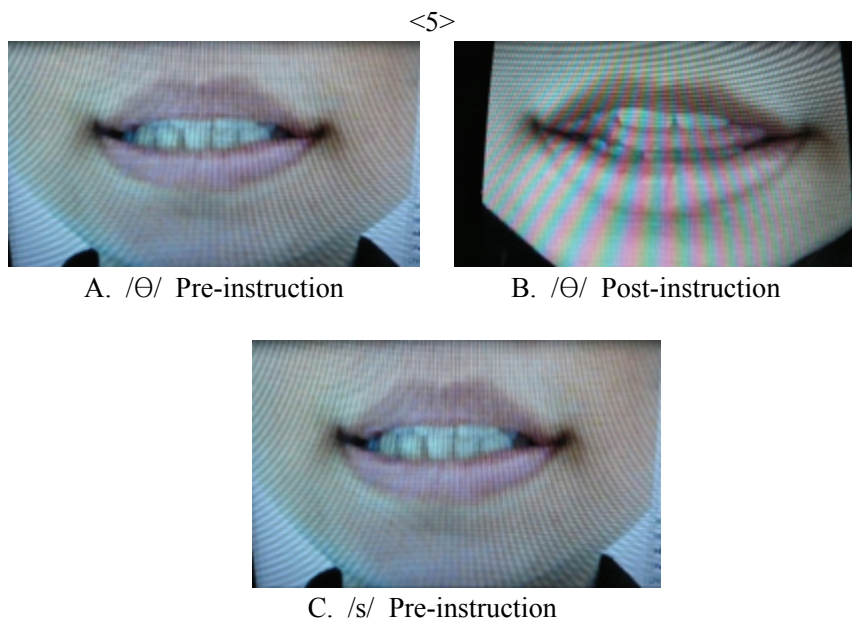 <5>
A. /Ө/ Pre-instruction
B. /Ө/ Post-instruction
C. /s/ Pre-instruction